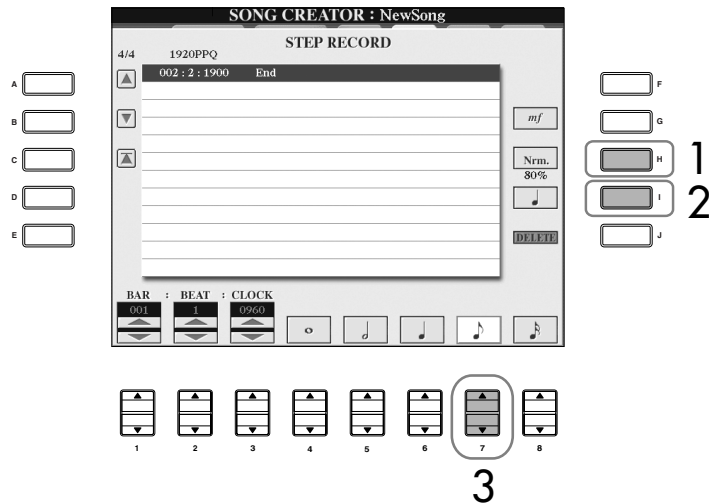 SONG CREATOR : NewSong
STEP RECORD
4/4 1920PPQ
002 : 2 : 1900 End
A
B
C
D
E
mf
Nrm.
80%
DELETE
F
G
H 1
I 2
J
BAR : BEAT : CLOCK
001 1 0960
1 2 3 4 5 6 7 8
3